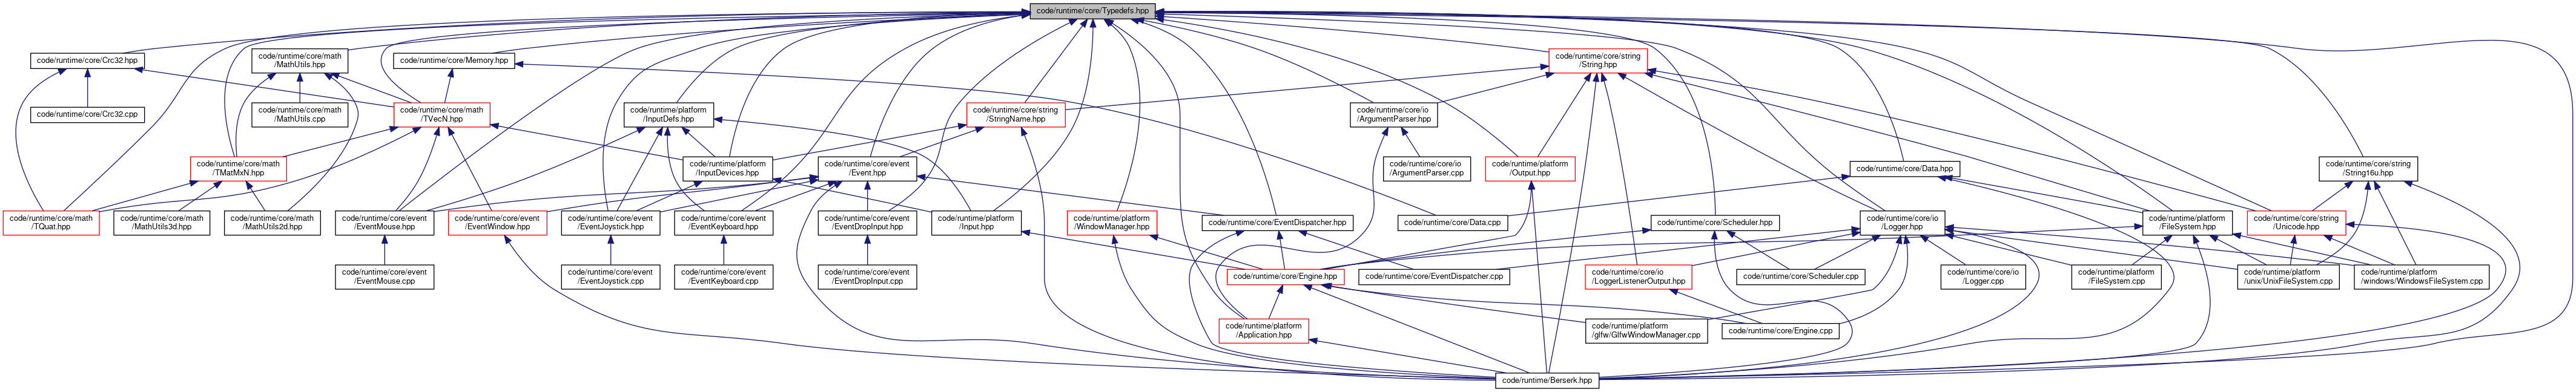 code/runtime/core/Typedefs.hpp
code/runtime/core/Crc32.hpp
code/runtime/core/math
/MathUtils.hpp
code/runtime/core/Memory.hpp
code/runtime/core/string
/String.hpp
code/runtime/core/Crc32.cpp
code/runtime/core/math
/MathUtils.cpp
code/runtime/core/math
/TVecN.hpp
code/runtime/platform
/InputDefs.hpp
code/runtime/core/string
/StringName.hpp
code/runtime/core/io
/ArgumentParser.hpp
code/runtime/core/math
/TMatMxN.hpp
code/runtime/platform
/InputDevices.hpp
code/runtime/core/event
/Event.hpp
code/runtime/core/io
/ArgumentParser.cpp
code/runtime/platform
/Output.hpp
code/runtime/core/Data.hpp
code/runtime/core/string
/String16u.hpp
code/runtime/core/math
/TQuat.hpp
code/runtime/core/math
/MathUtils3d.hpp
code/runtime/core/math
/MathUtils2d.hpp
code/runtime/core/event
/EventMouse.hpp
code/runtime/core/event
/EventWindow.hpp
code/runtime/core/event
/EventJoystick.hpp
code/runtime/core/event
/EventKeyboard.hpp
code/runtime/core/event
/EventDropInput.hpp
code/runtime/platform
/Input.hpp
code/runtime/platform
/WindowManager.hpp
code/runtime/core/EventDispatcher.hpp
code/runtime/core/Data.cpp
code/runtime/core/Scheduler.hpp
code/runtime/core/io
/Logger.hpp
code/runtime/platform
/FileSystem.hpp
code/runtime/core/string
/Unicode.hpp
code/runtime/core/event
/EventMouse.cpp
code/runtime/core/event
/EventJoystick.cpp
code/runtime/core/event
/EventKeyboard.cpp
code/runtime/core/event
/EventDropInput.cpp
code/runtime/core/Engine.hpp
code/runtime/core/EventDispatcher.cpp
code/runtime/core/io
/LoggerListenerOutput.hpp
code/runtime/core/Scheduler.cpp
code/runtime/core/io
/Logger.cpp
code/runtime/platform
/FileSystem.cpp
code/runtime/platform
/unix/UnixFileSystem.cpp
code/runtime/platform
/windows/WindowsFileSystem.cpp
code/runtime/platform
/Application.hpp
code/runtime/platform
/glfw/GlfwWindowManager.cpp
code/runtime/core/Engine.cpp
code/runtime/Berserk.hpp